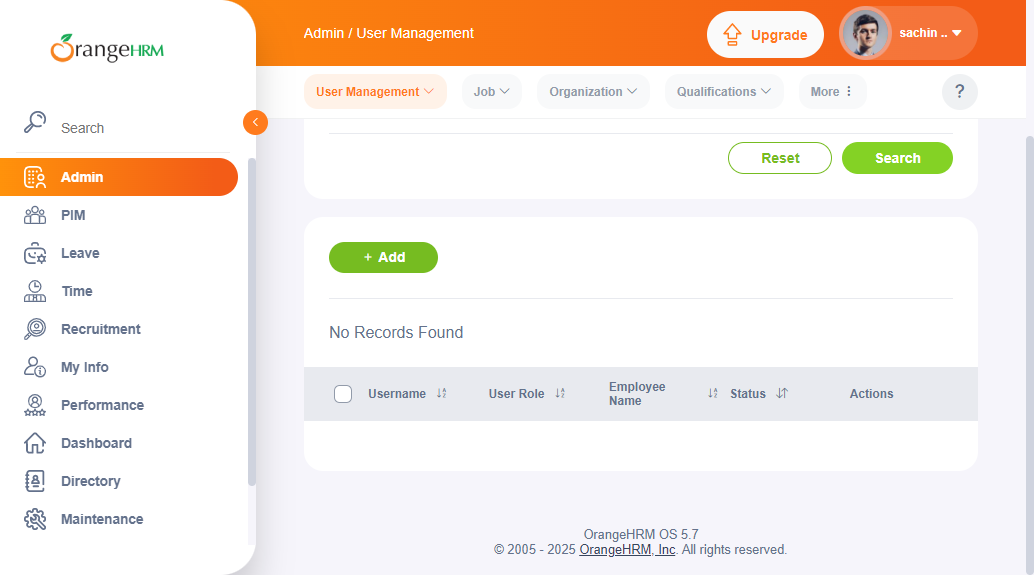 OrangeHRM
Admin / User Management
Upgrade
sachin ..
User Management
Job
Organization
Qualifications
More
?
Search
Admin
PIM
Leave
Time
Recruitment
My Info
Performance
Dashboard
Directory
Maintenance
Reset
Search
+ Add
No Records Found
Username
User Role
Employee
Name
Status
Actions
OrangeHRM OS 5.7
© 2005 - 2025 OrangeHRM, Inc. All rights reserved.